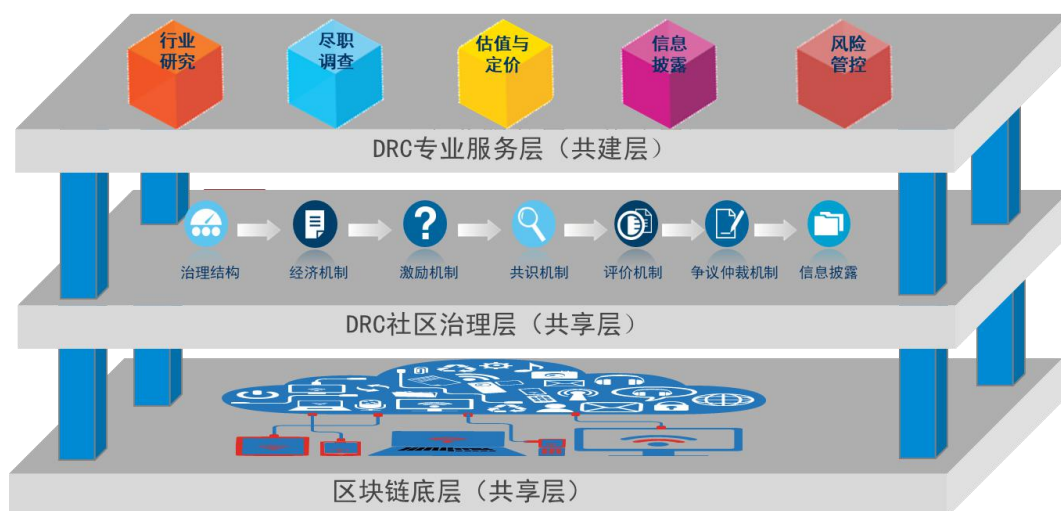 行业
研究
尽职
调查
估值与
定价
信息
披露
风险
管控
DRC专业服务层（共建层）
治理结构
经济机制
激励机制
共识机制
评价机制
争议仲裁机制
信息披露
DRC社区治理层（共享层）
区块链底层（共享层）